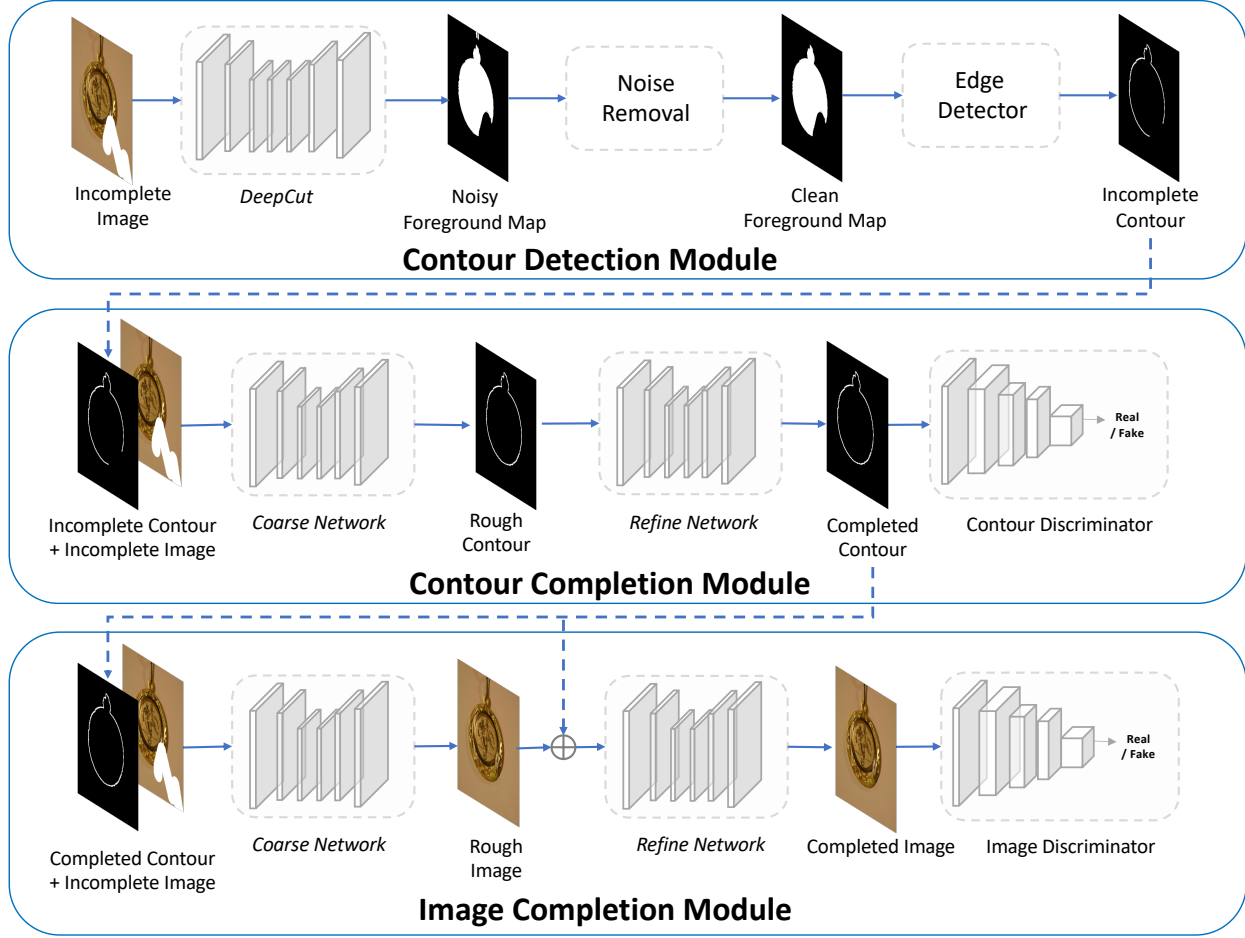 Noise
Removal
Edge
Detector
Incomplete
Image
DeepCut
Noisy
Foreground Map
Clean
Foreground Map
Incomplete
Contour
Contour Detection Module
Real
/ Fake
Incomplete Contour
+ Incomplete Image
Coarse Network
Rough
Contour
Refine Network
Completed
Contour
Contour Discriminator
Contour Completion Module
Real
/ Fake
Completed Contour
+ Incomplete Image
Coarse Network
Rough
Image
Refine Network
Completed Image
Image Discriminator
Image Completion Module